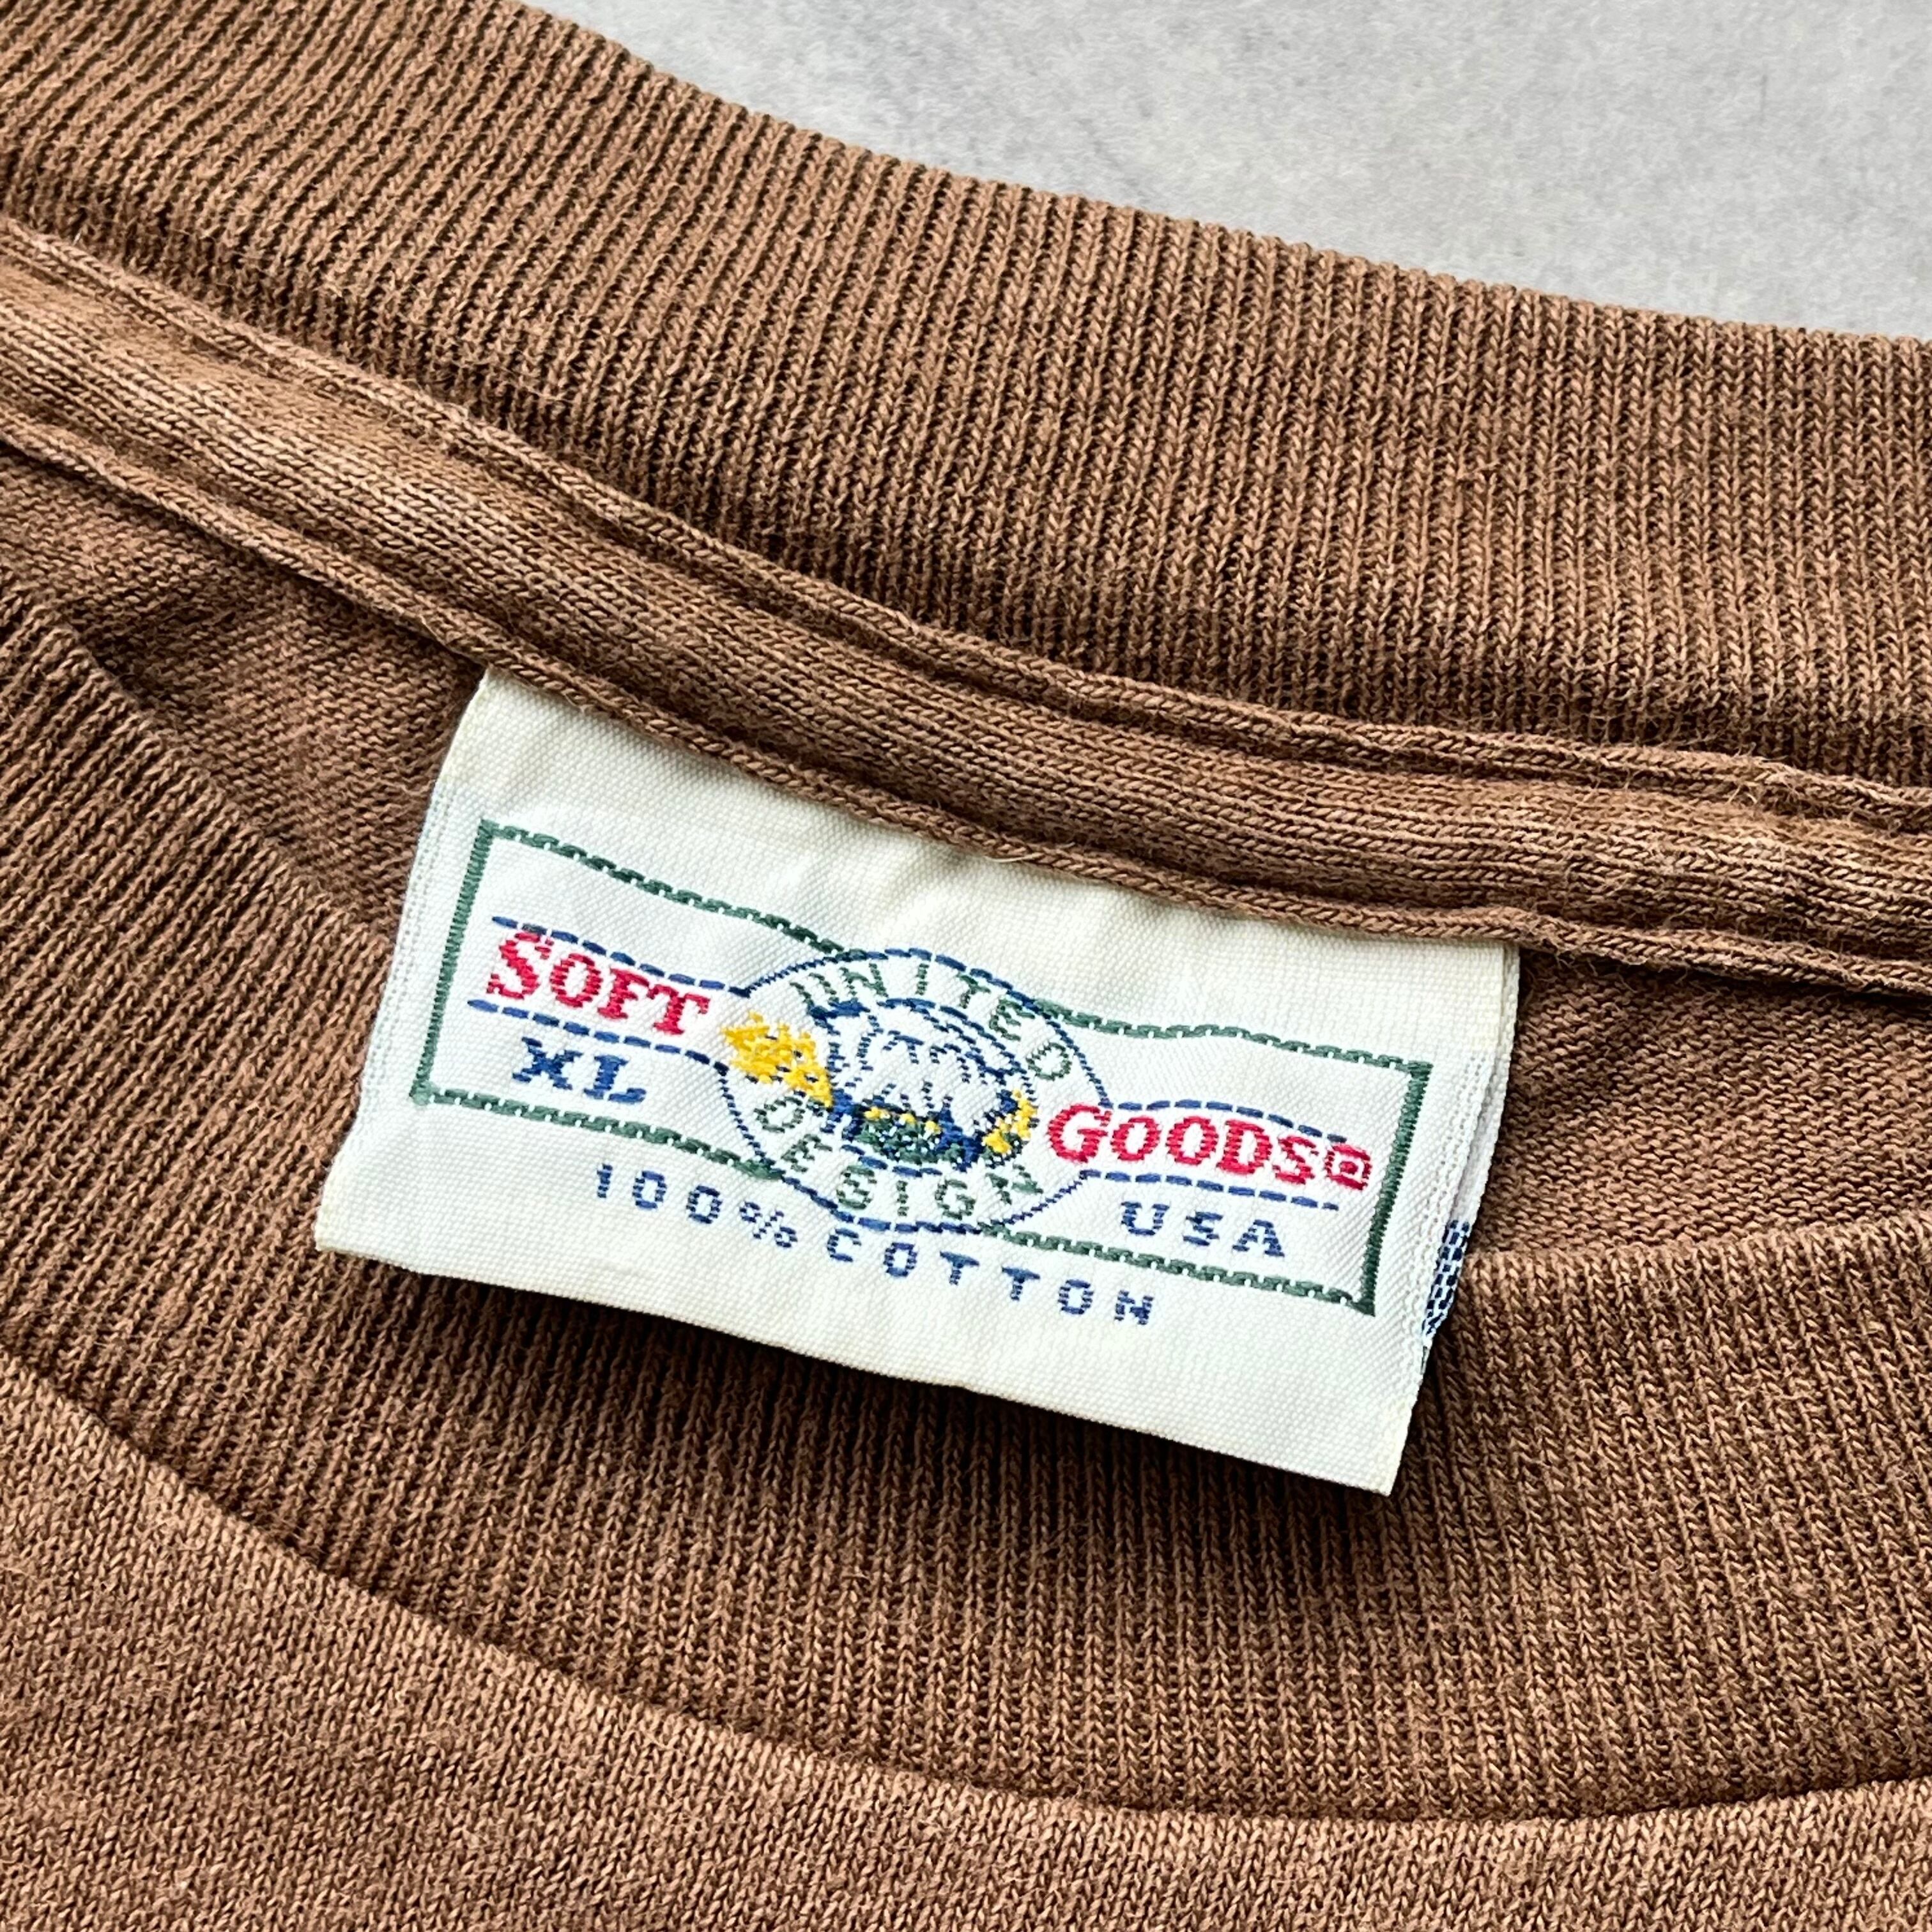 SOFT GOODS
UNITED
DESIGN
XL
USA
100% COTTON